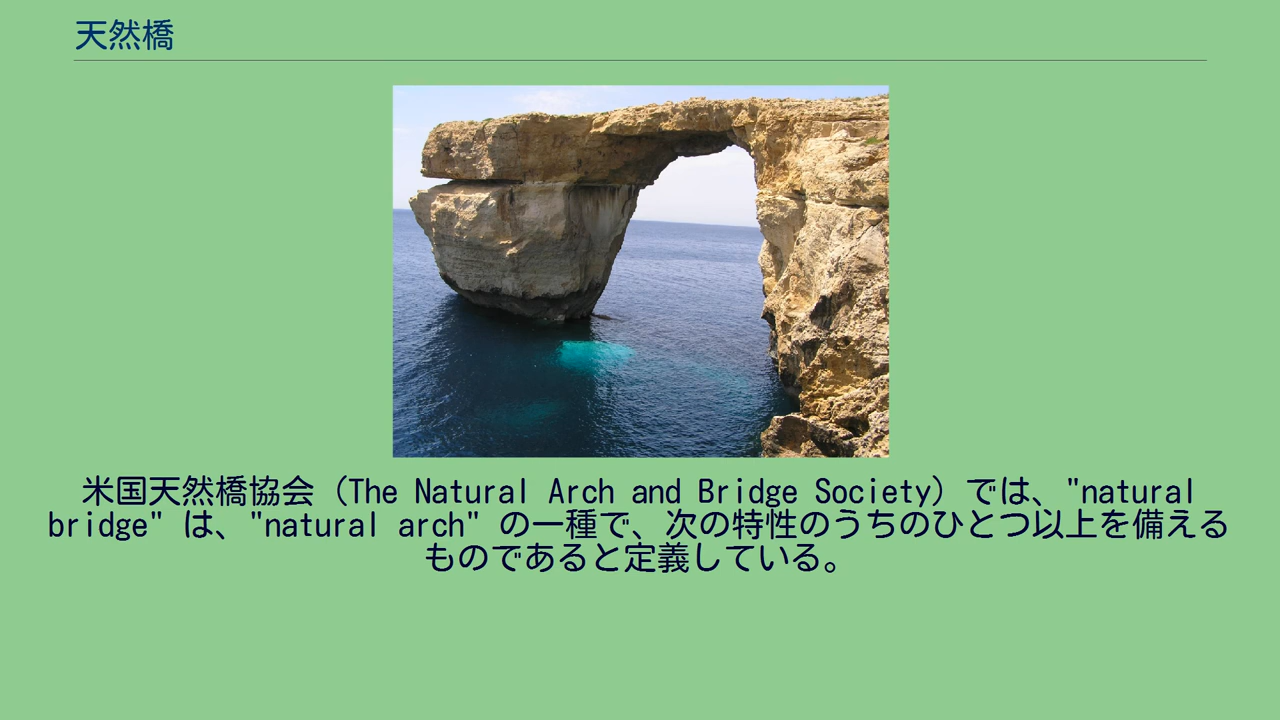 天然橋
米国天然橋協会（The Natural Arch and Bridge Society）では、"natural
bridge" は、"natural arch" の一種で、次の特性のうちのひとつ以上を備える
ものであると定義している。